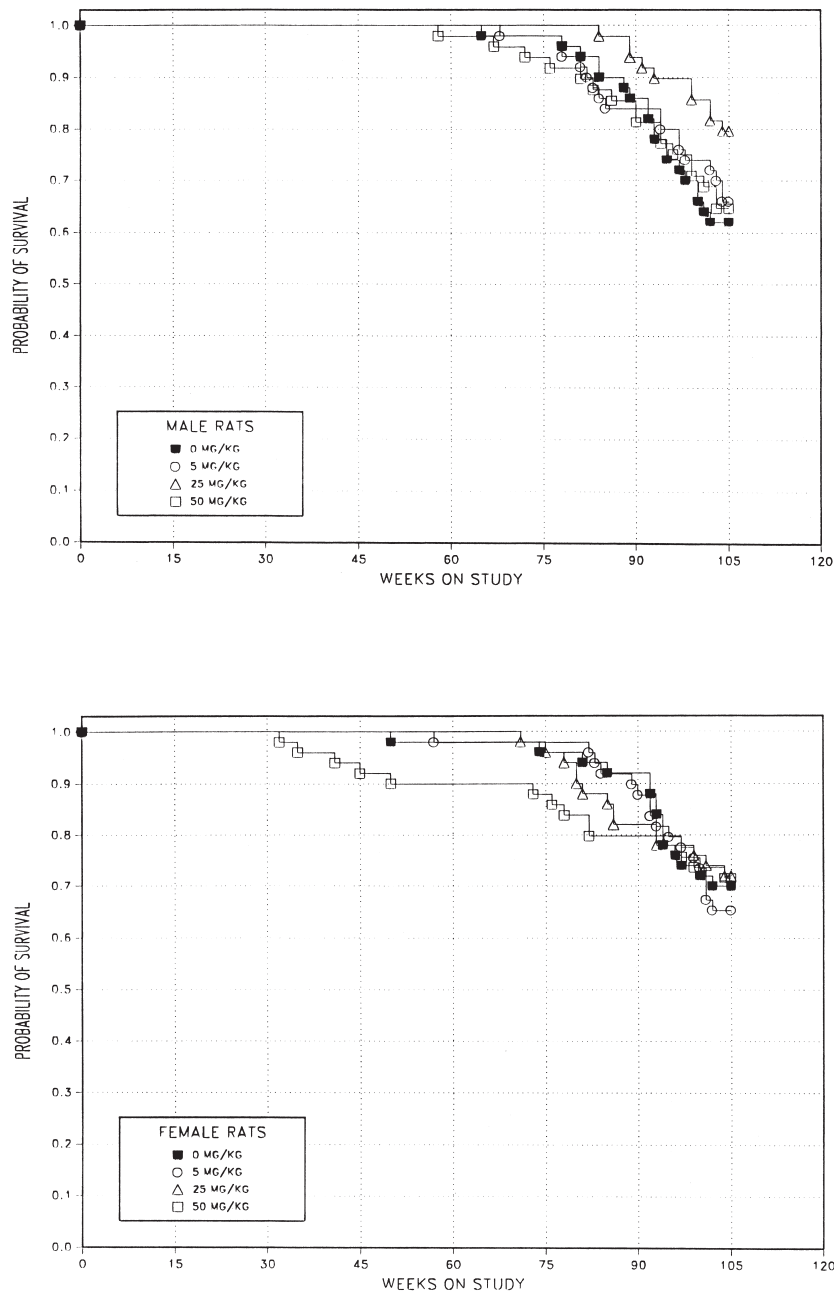 1.0
0.9
0.8
0.7
0.6
0.5
0.4
0.3
0.2
0.1
0.0
PROBABILITY OF SURVIVAL
MALE RATS
0 MG/KG
5 MG/KG
25 MG/KG
50 MG/KG
0 15 30 45 60 75 90 105 120
WEEKS ON STUDY
1.0
0.9
0.8
0.7
0.6
0.5
0.4
0.3
0.2
0.1
0.0
PROBABILITY OF SURVIVAL
FEMALE RATS
0 MG/KG
5 MG/KG
25 MG/KG
50 MG/KG
0 15 30 45 60 75 90 105 120
WEEKS ON STUDY